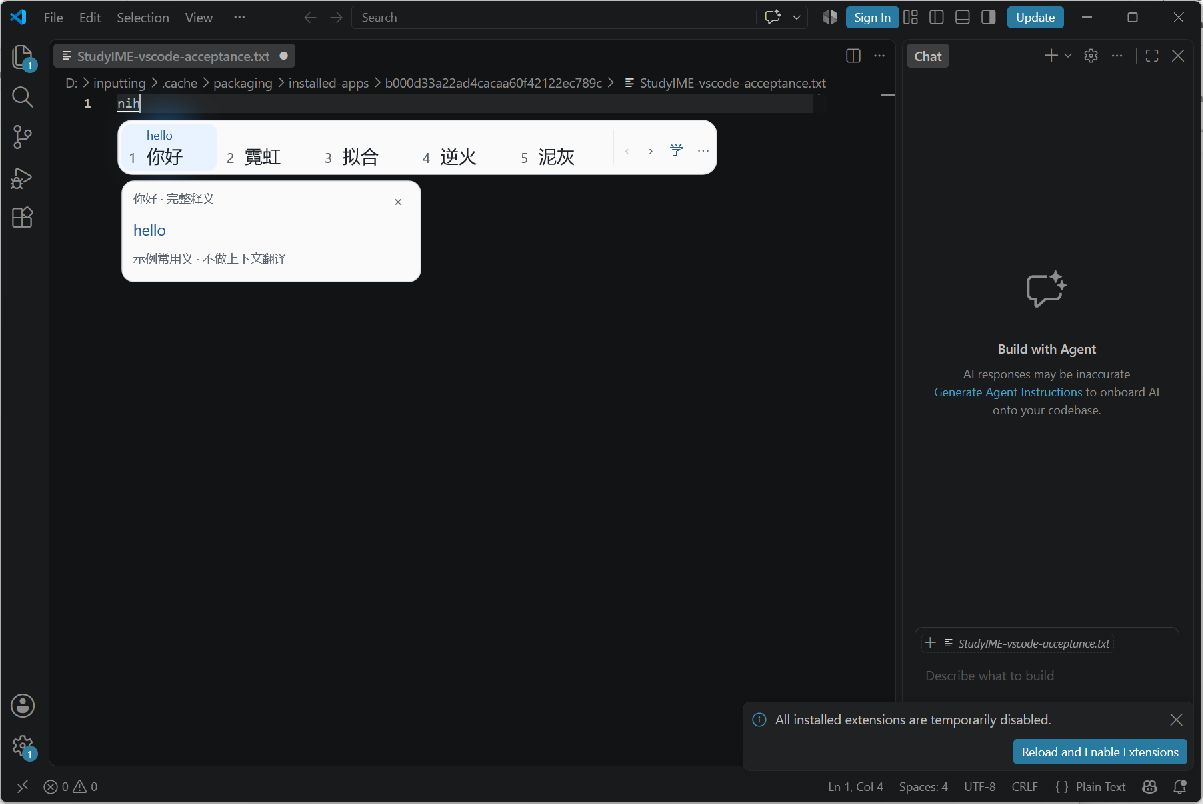 File Edit Selection View ··· Search Sign In Update
StudyIME-vscode-acceptance.txt
D: > inputting > .cache > packaging > installed-apps > b000d33a22ad4cacaa60f42122ec789c > StudyIME-vscode-acceptance.txt
1 nih
hello
1 你好 2 霓虹 3 拟合 4 逆火 5 泥灰 ‹ › 学 ···
你好 · 完整释义 ×
hello
示例常用义 · 不做上下文翻译
Chat
Build with Agent
AI responses may be inaccurate
Generate Agent Instructions to onboard AI
onto your codebase.
StudyIME-vscode-acceptance.txt
Describe what to build
All installed extensions are temporarily disabled.
Reload and Enable Extensions
1
1
0 0 Ln 1, Col 4 Spaces: 4 UTF-8 CRLF {} Plain Text